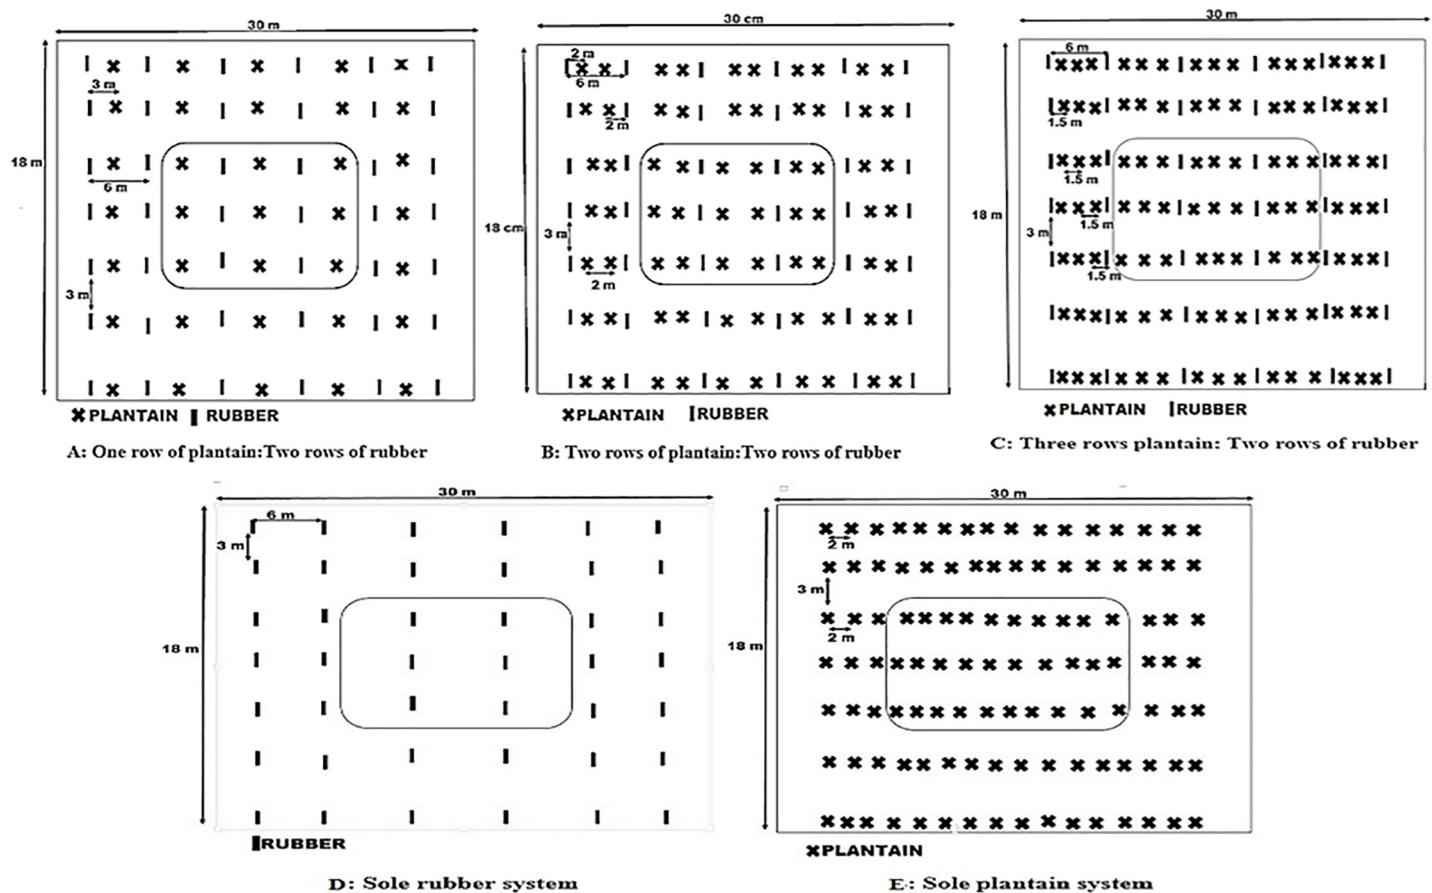 30 m
3 m
18 m
6 m
3 m
PLANTAIN RUBBER
A: One row of plantain:Two rows of rubber
30 cm
2 m
6 m
2 m
18 cm
3 m
2 m
PLANTAIN RUBBER
B: Two rows of plantain:Two rows of rubber
30 m
6 m
1.5 m
1.5 m
18 m
1.5 m
3 m
1.5 m
PLANTAIN RUBBER
C: Three rows plantain: Two rows of rubber
30 m
6 m
3 m
18 m
RUBBER
D: Sole rubber system
30 m
2 m
3 m
2 m
18 m
PLANTAIN
E: Sole plantain system